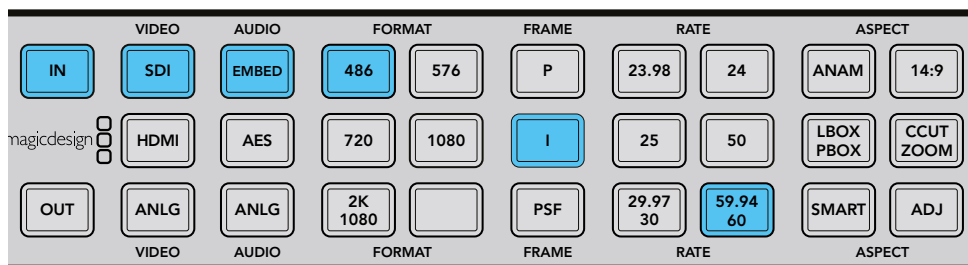 VIDEO AUDIO FORMAT FRAME RATE ASPECT
IN SDI EMBED 486 576 P 23.98 24 ANAM 14:9
magicdesign HDMI AES 720 1080 I 25 50 LBOX PBOX CCUT ZOOM
OUT ANLG ANLG 2K 1080 PSF 29.97 30 59.94 60 SMART ADJ
VIDEO AUDIO FORMAT FRAME RATE ASPECT